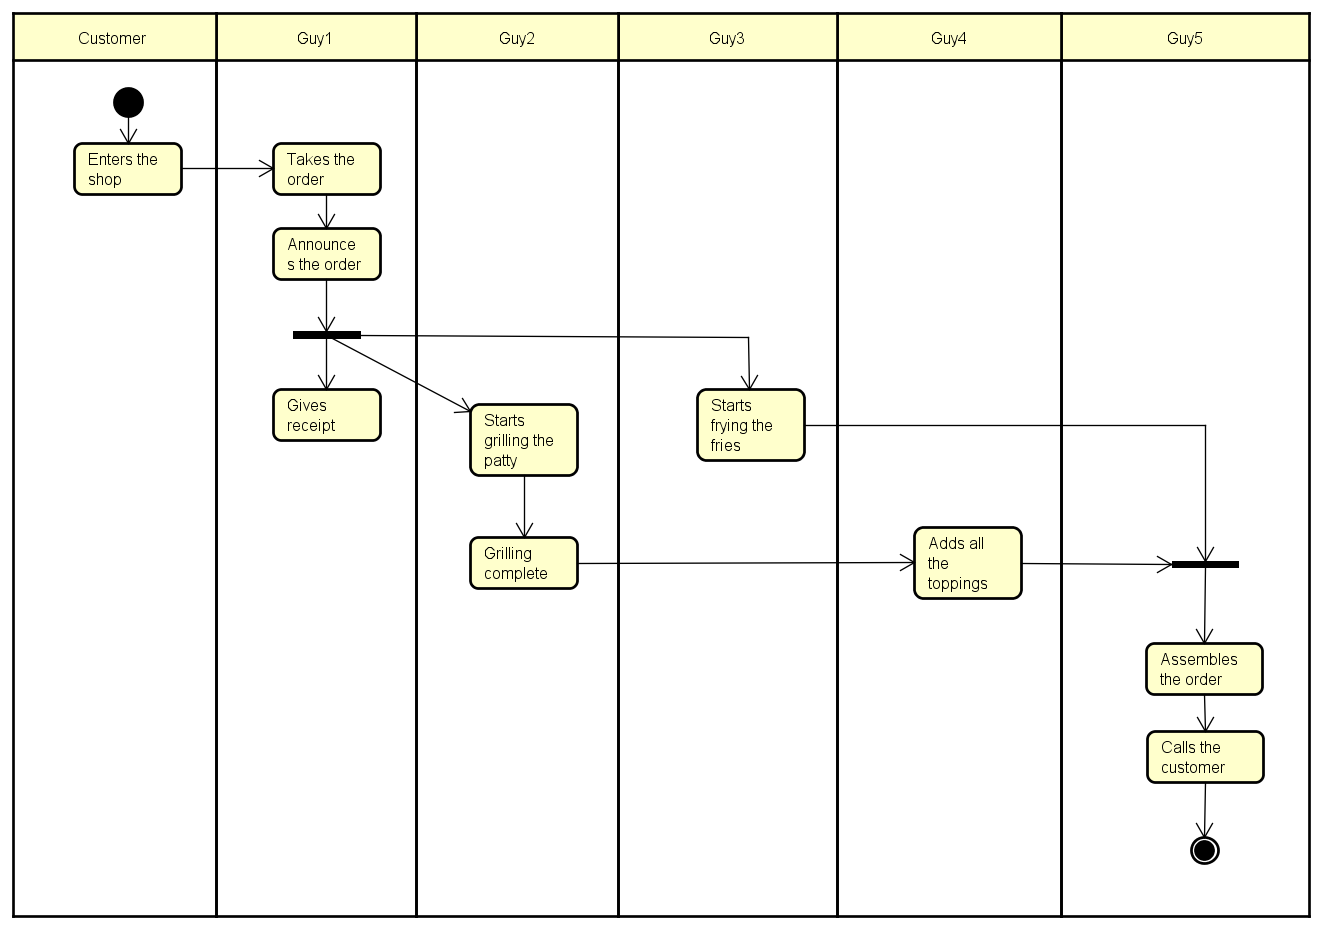 Customer
Guy1
Guy2
Guy3
Guy4
Guy5
Enters the
shop
Takes the
order
Announce
s the order
Gives
receipt
Starts
grilling the
patty
Starts
frying the
fries
Grilling
complete
Adds all
the
toppings
Assembles
the order
Calls the
customer